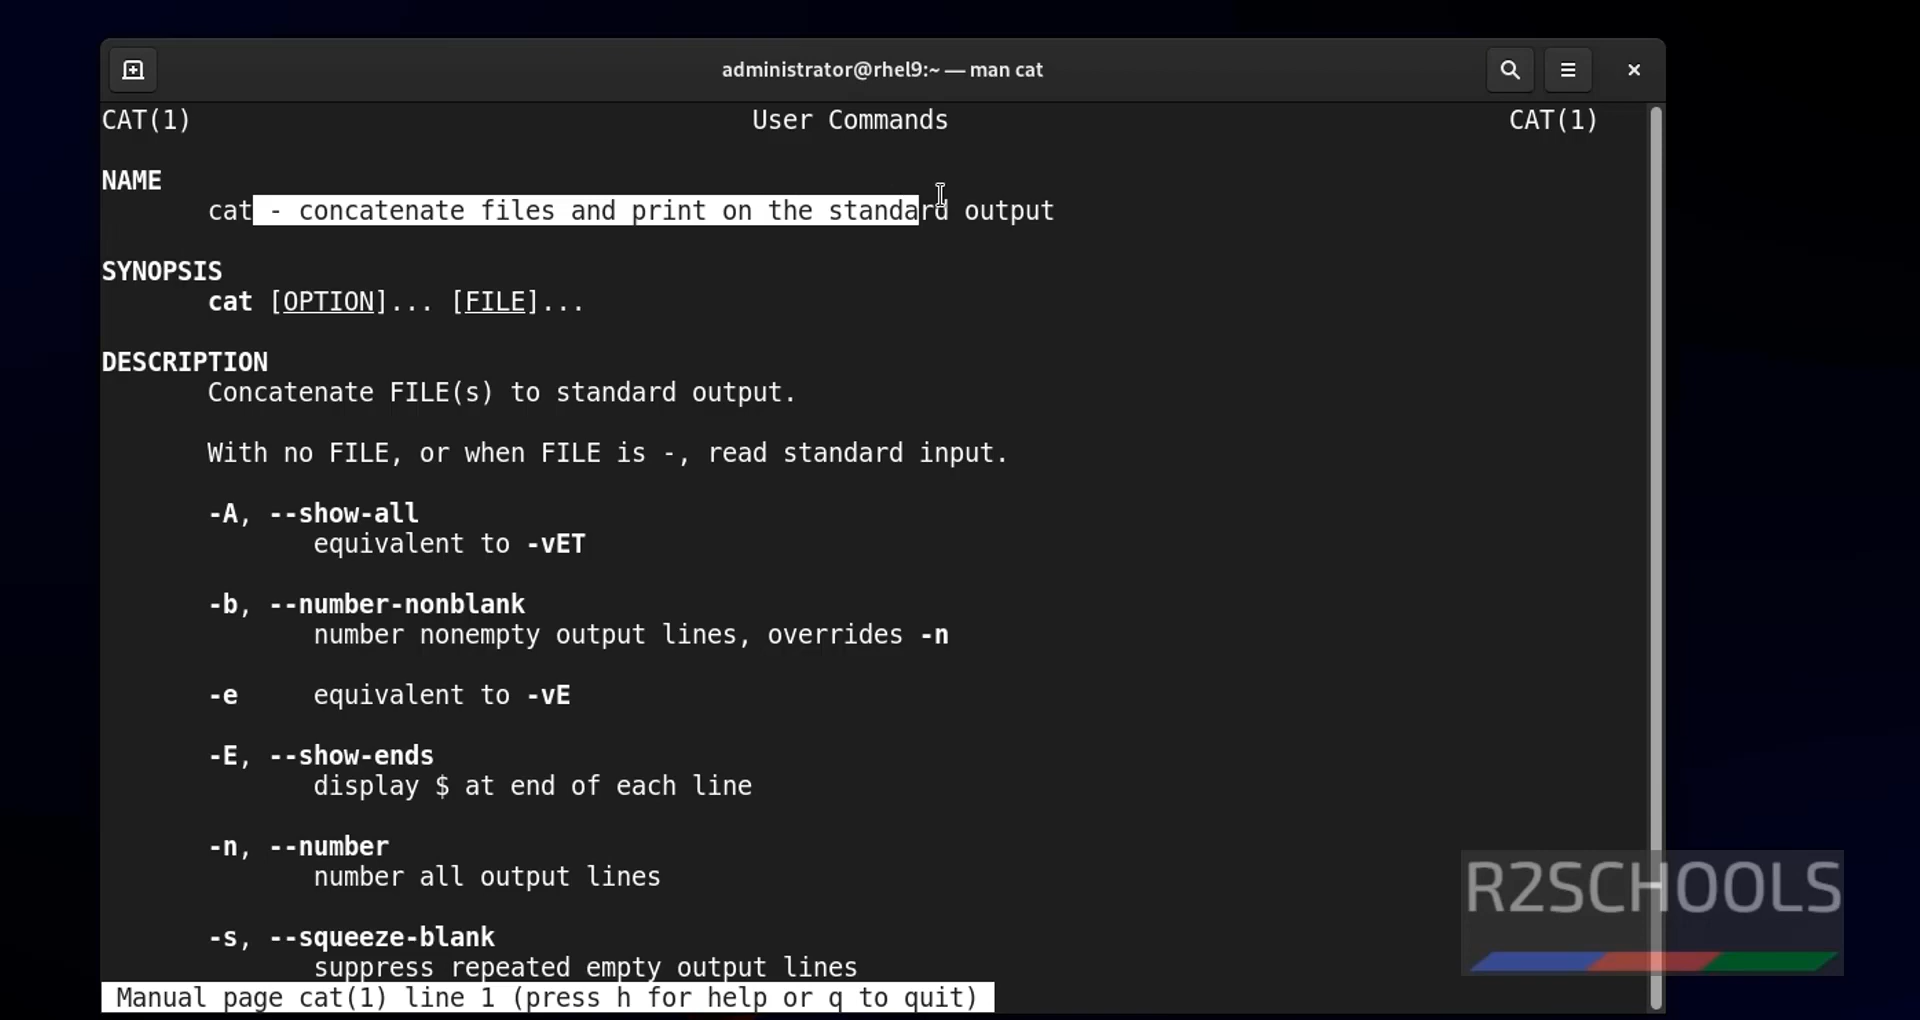 administrator@rhel9:~ — man cat
CAT(1) User Commands CAT(1)
NAME
cat - concatenate files and print on the standard output
SYNOPSIS
cat [OPTION]... [FILE]...
DESCRIPTION
Concatenate FILE(s) to standard output.
With no FILE, or when FILE is -, read standard input.
-A, --show-all
equivalent to -vET
-b, --number-nonblank
number nonempty output lines, overrides -n
-e equivalent to -vE
-E, --show-ends
display $ at end of each line
-n, --number
number all output lines
-s, --squeeze-blank
suppress repeated empty output lines
Manual page cat(1) line 1 (press h for help or q to quit)
R2SCHOOLS